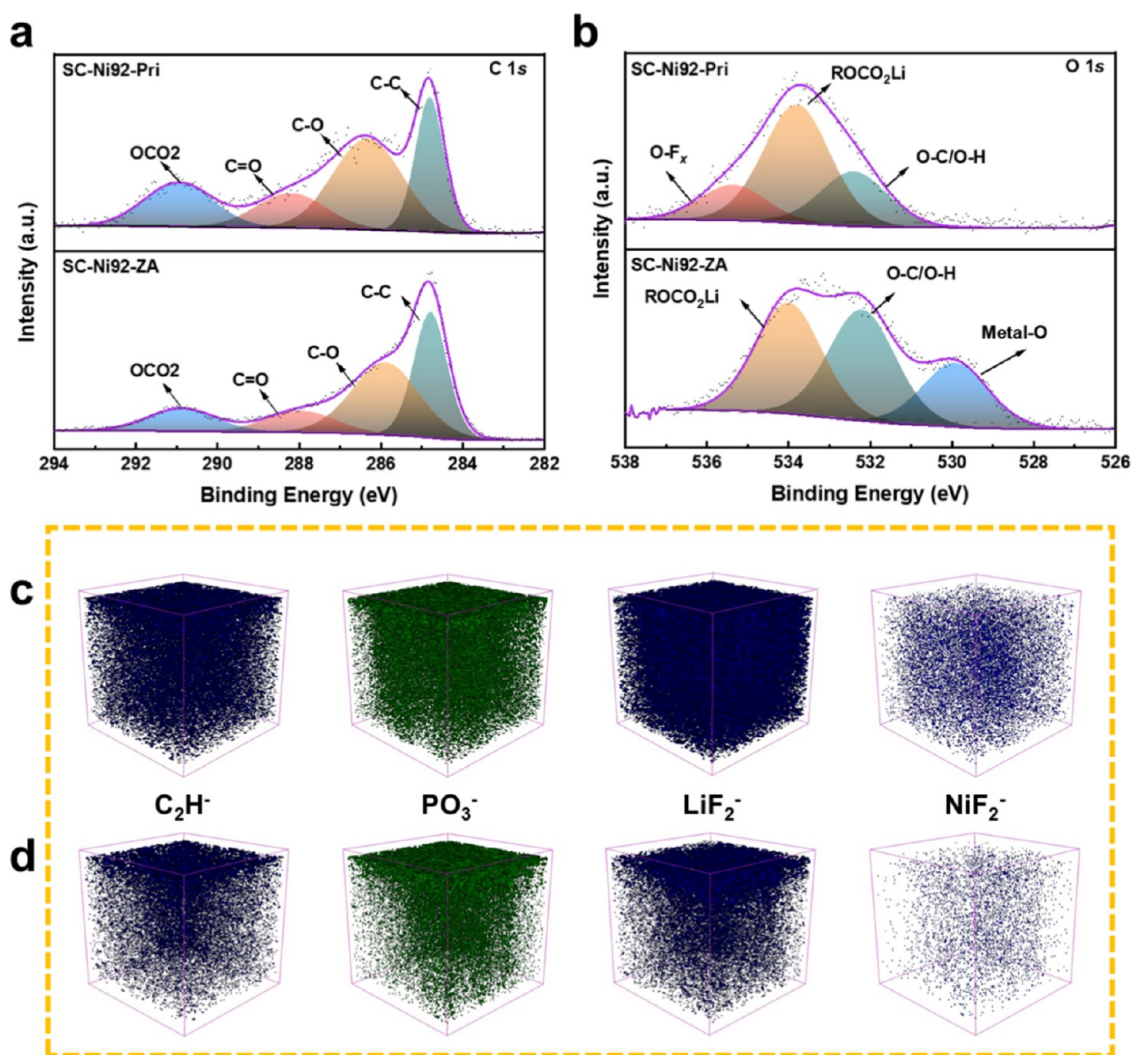 a
SC-Ni92-Pri
C 1s
C-C
C-O
C=O
OCO2
SC-Ni92-ZA
C-C
C-O
C=O
OCO2
Intensity (a.u.)
294 292 290 288 286 284 282
Binding Energy (eV)
b
SC-Ni92-Pri
O 1s
ROCO₂Li
O-Fₓ
O-C/O-H
SC-Ni92-ZA
O-C/O-H
ROCO₂Li
Metal-O
Intensity (a.u.)
538 536 534 532 530 528 526
Binding Energy (eV)
c
C₂H⁻ PO₃⁻ LiF₂⁻ NiF₂⁻
d